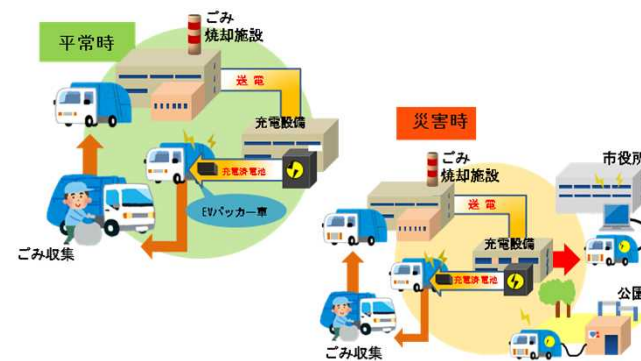 平常時
ごみ
焼却施設
送電
充電設備
充電済電池
EVパッカー車
ごみ収集
災害時
ごみ
焼却施設
送電
充電設備
充電済電池
ごみ収集
市役所
公園